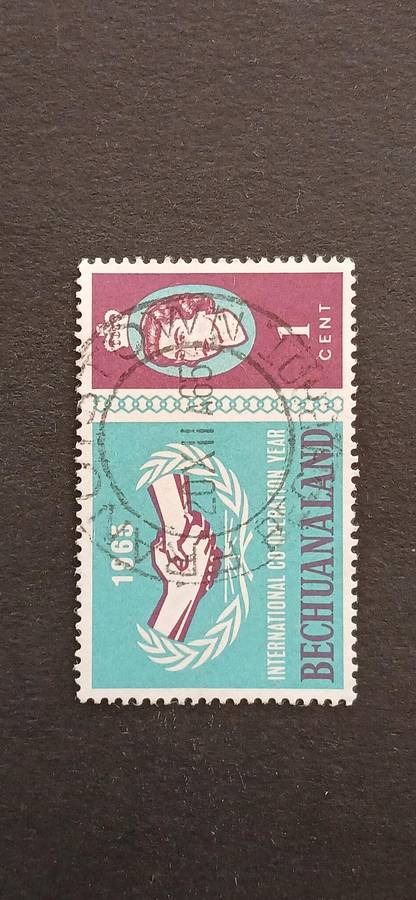 1965
INTERNATIONAL CO-OPERATION YEAR
BECHUANALAND
1
CENT